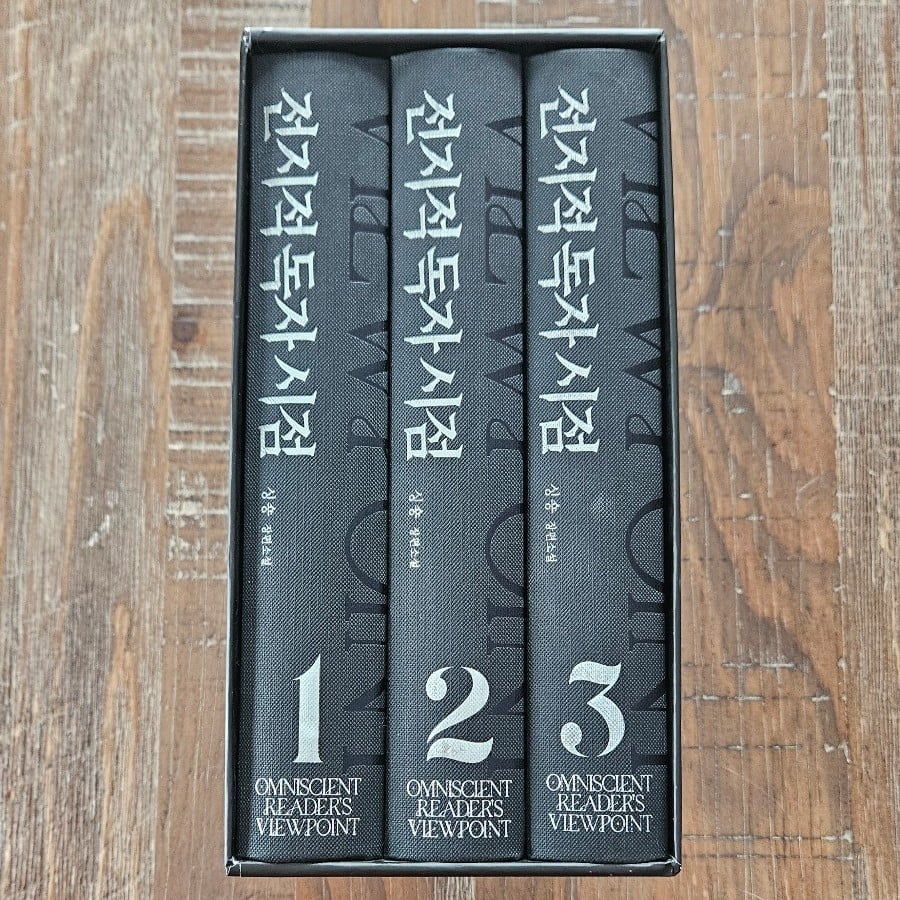 전지적 독자 시점
싱숑 장편소설
1
OMNISCIENT
READER'S
VIEWPOINT
전지적 독자 시점
싱숑 장편소설
2
OMNISCIENT
READER'S
VIEWPOINT
전지적 독자 시점
싱숑 장편소설
3
OMNISCIENT
READER'S
VIEWPOINT